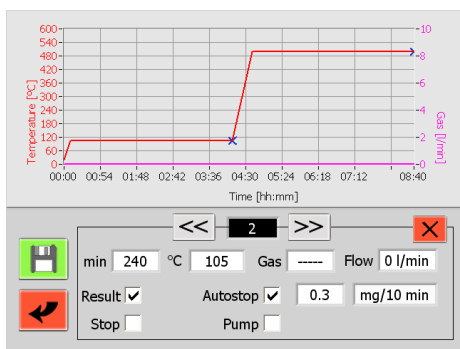 600
540
480
420
360
300
240
180
120
60
0
Temperature [ºC]
10
8
6
4
2
0
Gas [l/min]
00:00 00:54 01:48 02:42 03:36 04:30 05:24 06:18 07:12 08:40
Time [hh:mm]
<< 2 >> X
min 240 ºC 105 Gas ----- Flow 0 l/min
Result Autostop 0.3 mg/10 min
Stop Pump